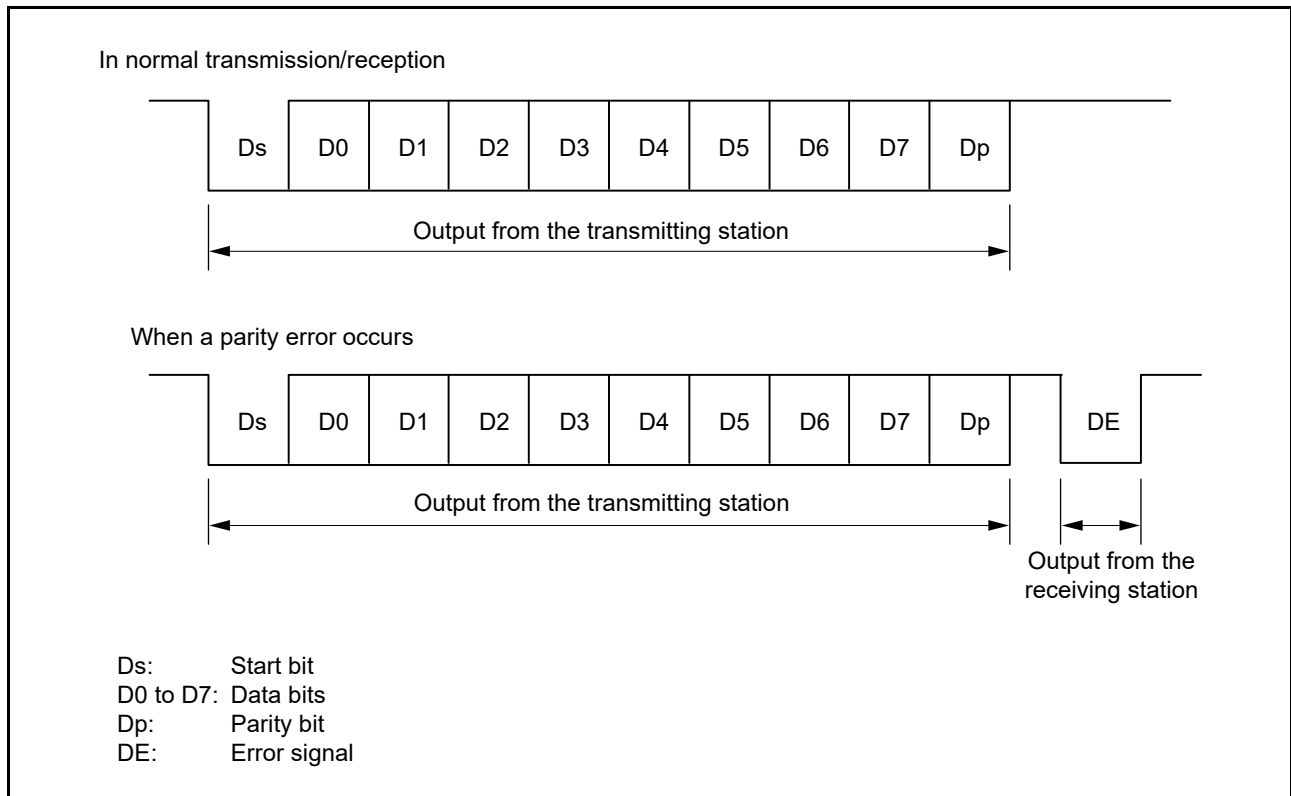 In normal transmission/reception
Ds D0 D1 D2 D3 D4 D5 D6 D7 Dp
Output from the transmitting station
When a parity error occurs
Ds D0 D1 D2 D3 D4 D5 D6 D7 Dp DE
Output from the transmitting station
Output from the
receiving station
Ds: Start bit
D0 to D7: Data bits
Dp: Parity bit
DE: Error signal